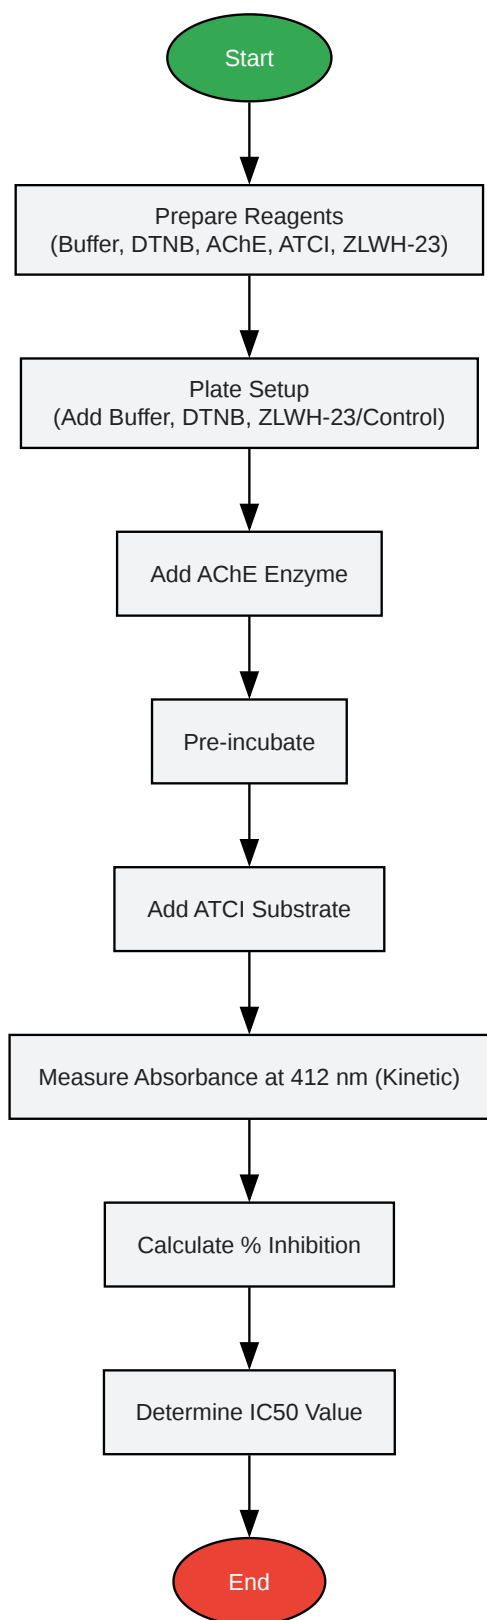 Start
Prepare Reagents
(Buffer, DTNB, AChE, ATCI, ZLWH-23)
Plate Setup
(Add Buffer, DTNB, ZLWH-23/Control)
Add AChE Enzyme
Pre-incubate
Add ATCI Substrate
Measure Absorbance at 412 nm (Kinetic)
Calculate % Inhibition
Determine IC50 Value
End